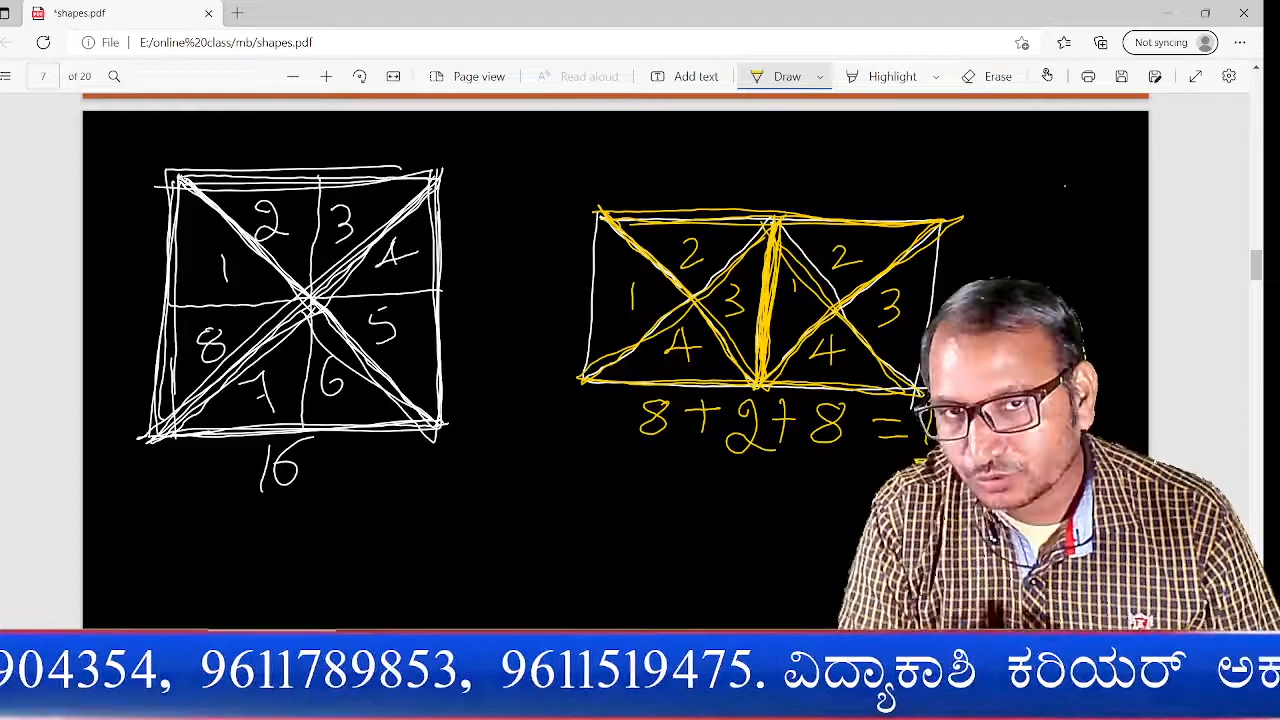 *shapes.pdf
File E:/online%20class/mb/shapes.pdf Not syncing
7 of 20 Page view Read aloud Add text Draw Highlight Erase
2 3
1 4
8 5
7 6
16
2 2
1 3 1 3
4 4
8+2+8=
904354, 9611789853, 9611519475. ವಿದ್ಯಾಕಾಶಿ ಕರಿಯರ್ ಅಕ